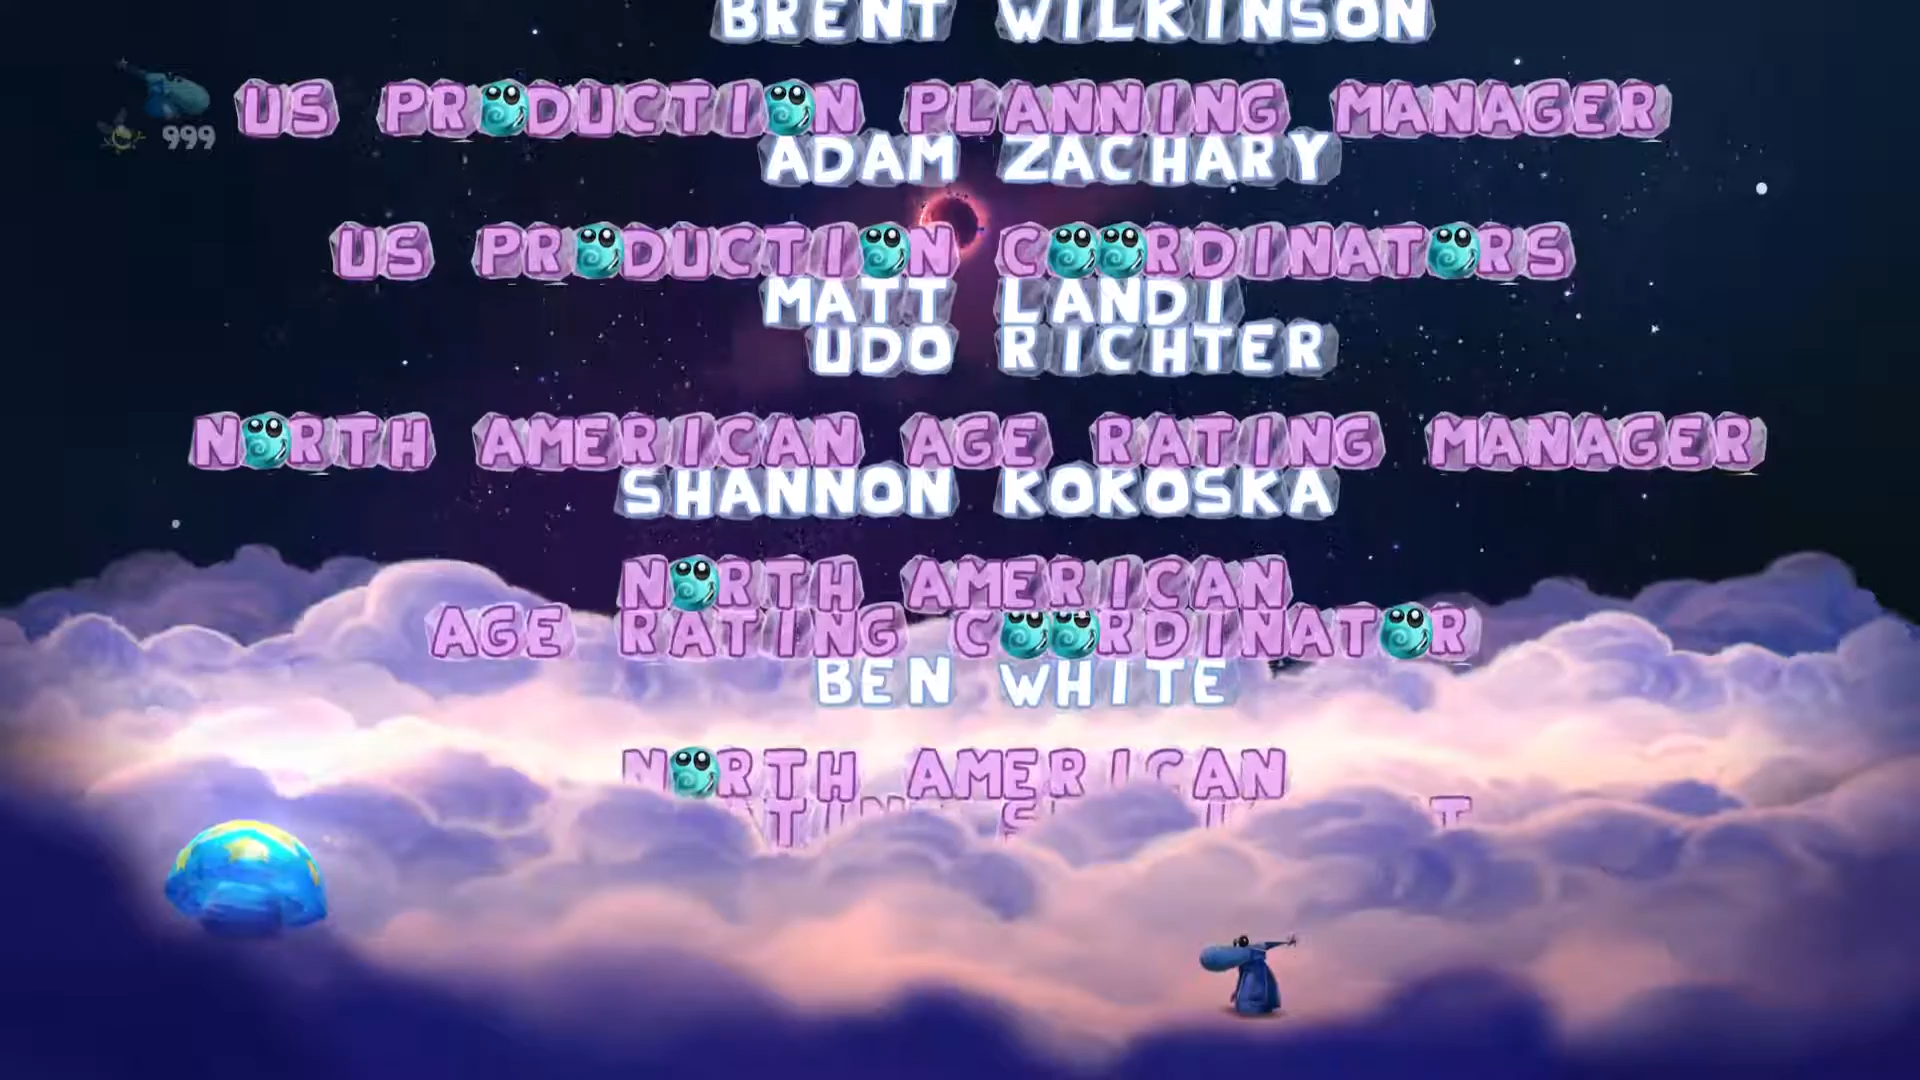 BRENT WILKINSON
US PRODUCTION PLANNING MANAGER
999
ADAM ZACHARY
US PRODUCTION COORDINATORS
MATT LANDI
UDO RICHTER
NORTH AMERICAN AGE RATING MANAGER
SHANNON KOKOSKA
NORTH AMERICAN
AGE RATING COORDINATOR
BEN WHITE
NORTH AMERICAN